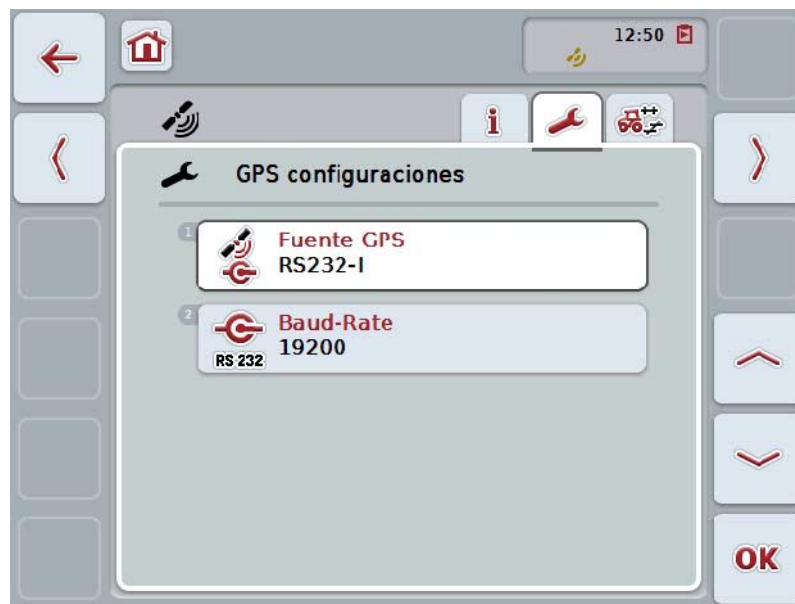 12:50
i
GPS configuraciones
1
Fuente GPS
RS232-I
2
Baud-Rate
19200
RS 232
OK